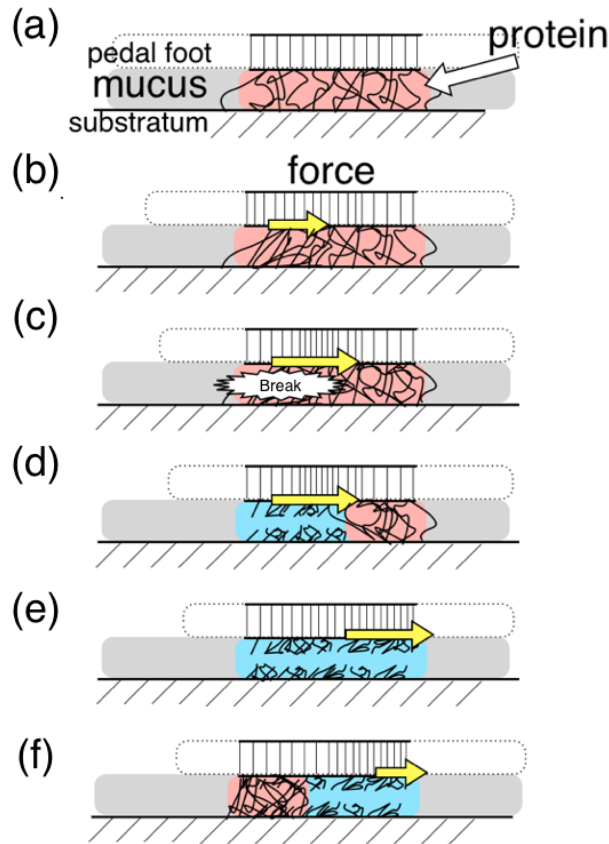 (a)
pedal foot
protein
mucus
substratum
(b)
force
(c)
Break
(d)
(e)
(f)